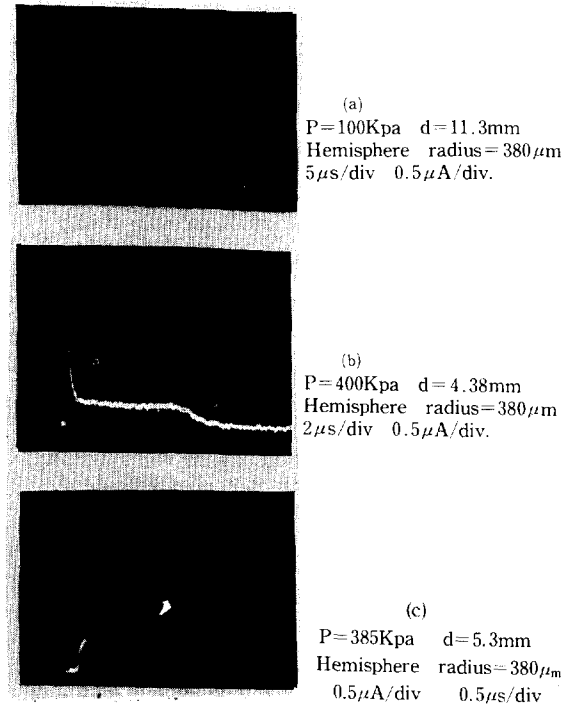 (a)
P=100Kpa d=11.3mm
Hemisphere radius=380μm
5μs/div 0.5μA/div.
(b)
P=400Kpa d=4.38mm
Hemisphere radius=380μm
2μs/div 0.5μA/div.
(c)
P=385Kpa d=5.3mm
Hemisphere radius=380μm
0.5μA/div 0.5μs/div